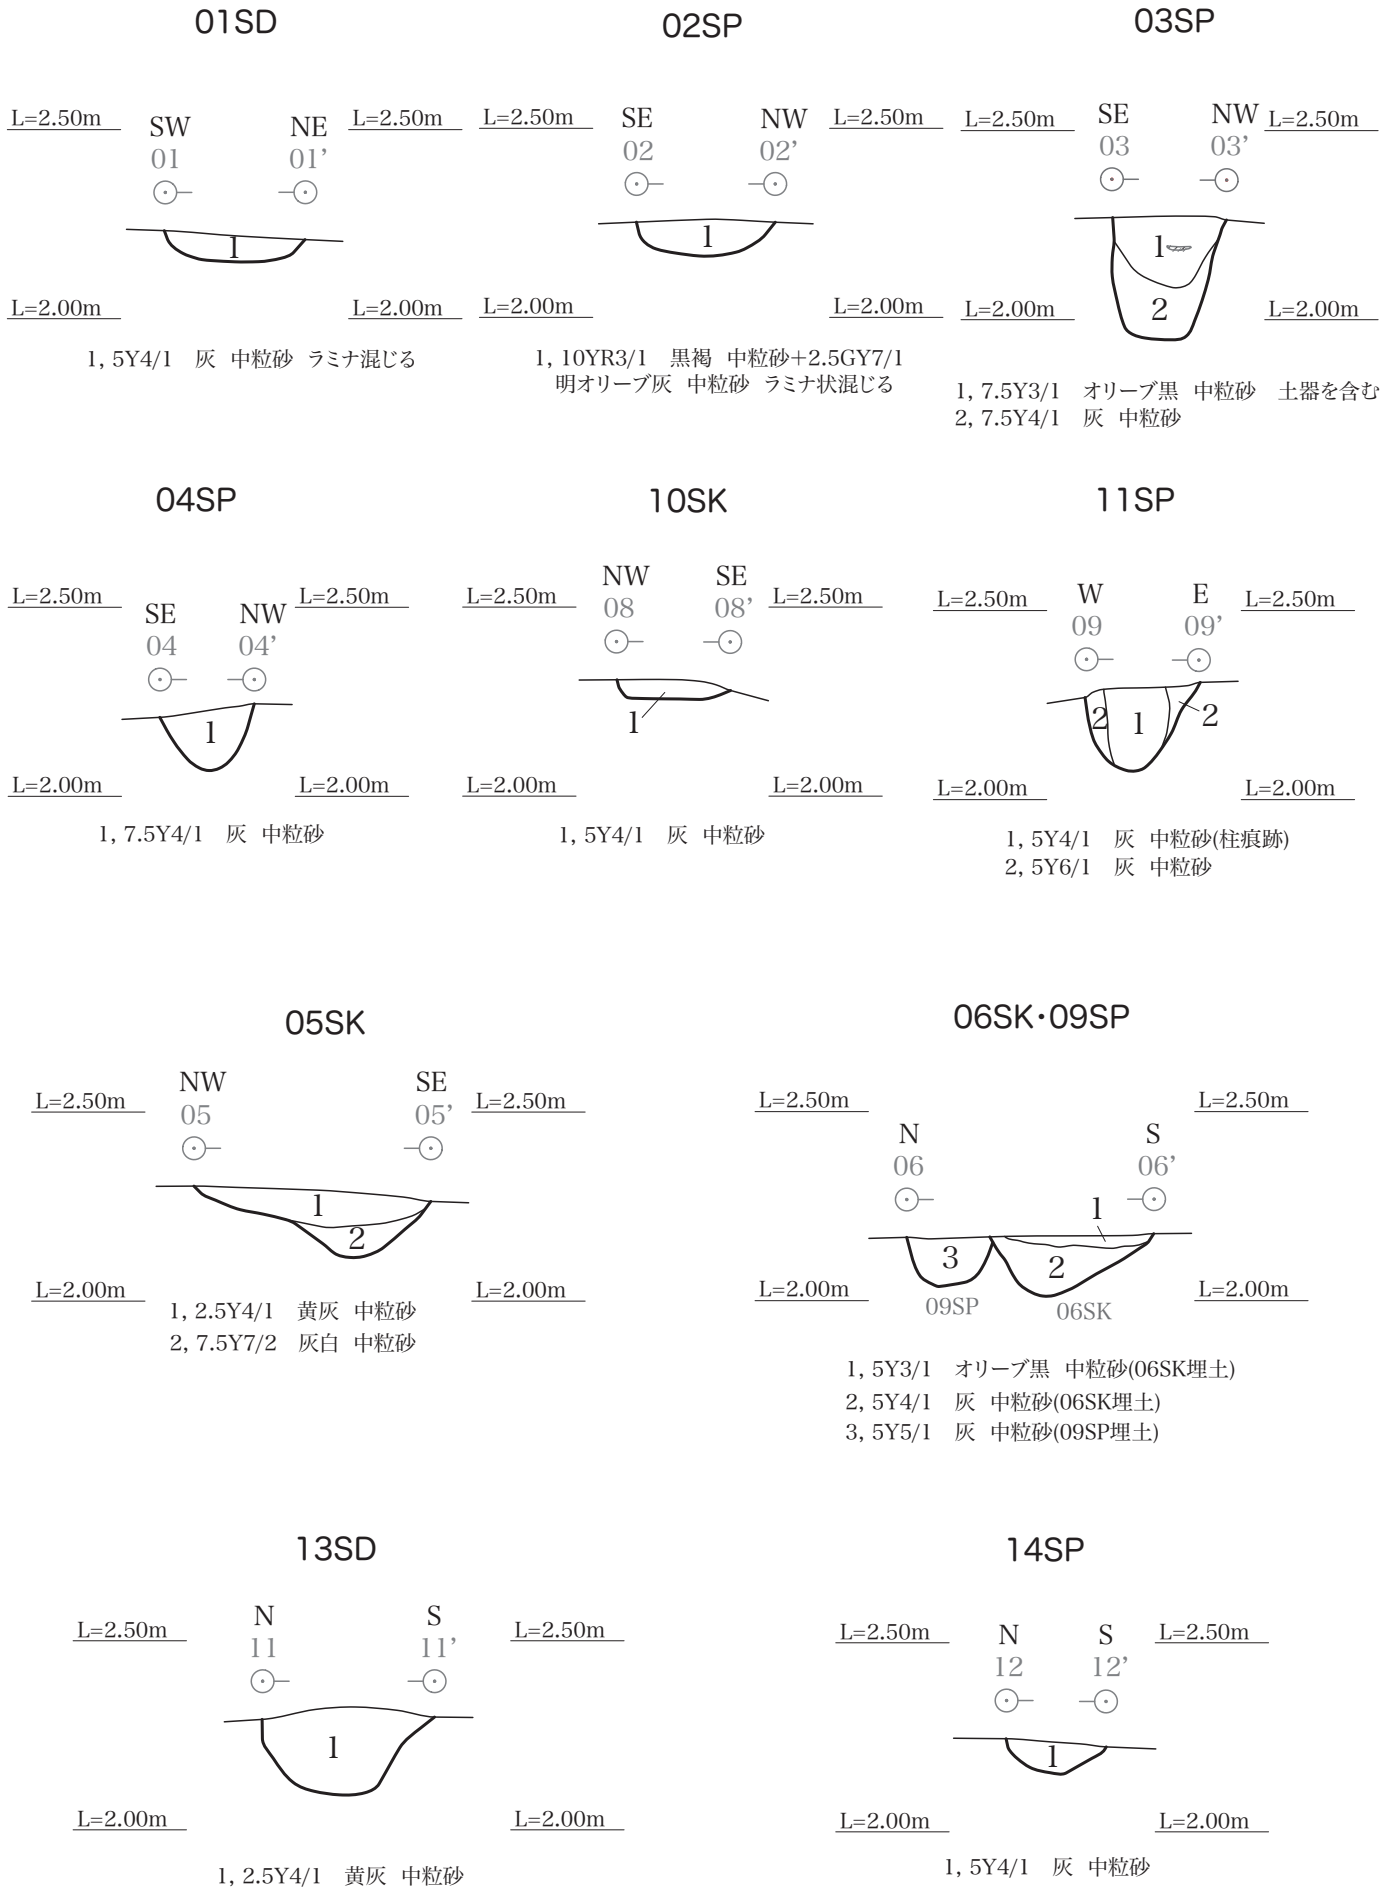 01SD
L=2.50m
SW
01
NE
01’
L=2.50m
1
L=2.00m
L=2.00m
1, 5Y4/1 灰 中粒砂 ラミナ混じる
02SP
L=2.50m
SE
02
NW
02’
L=2.50m
1
L=2.00m
L=2.00m
1, 10YR3/1 黒褐 中粒砂+2.5GY7/1
明オリーブ灰 中粒砂 ラミナ状混じる
03SP
L=2.50m
SE
03
NW
03’
L=2.50m
1
2
L=2.00m
L=2.00m
1, 7.5Y3/1 オリーブ黒 中粒砂 土器を含む
2, 7.5Y4/1 灰 中粒砂
04SP
L=2.50m
SE
04
NW
04’
L=2.50m
1
L=2.00m
L=2.00m
1, 7.5Y4/1 灰 中粒砂
10SK
L=2.50m
NW
08
SE
08’
L=2.50m
1
L=2.00m
L=2.00m
1, 5Y4/1 灰 中粒砂
11SP
L=2.50m
W
09
E
09’
L=2.50m
2
1
2
L=2.00m
L=2.00m
1, 5Y4/1 灰 中粒砂(柱痕跡)
2, 5Y6/1 灰 中粒砂
05SK
L=2.50m
NW
05
SE
05’
L=2.50m
1
2
L=2.00m
L=2.00m
1, 2.5Y4/1 黄灰 中粒砂
2, 7.5Y7/2 灰白 中粒砂
06SK・09SP
L=2.50m
N
06
S
06’
L=2.50m
1
3
2
09SP
06SK
L=2.00m
L=2.00m
1, 5Y3/1 オリーブ黒 中粒砂(06SK埋土)
2, 5Y4/1 灰 中粒砂(06SK埋土)
3, 5Y5/1 灰 中粒砂(09SP埋土)
13SD
L=2.50m
N
11
S
11’
L=2.50m
1
L=2.00m
L=2.00m
1, 2.5Y4/1 黄灰 中粒砂
14SP
L=2.50m
N
12
S
12’
L=2.50m
1
L=2.00m
L=2.00m
1, 5Y4/1 灰 中粒砂